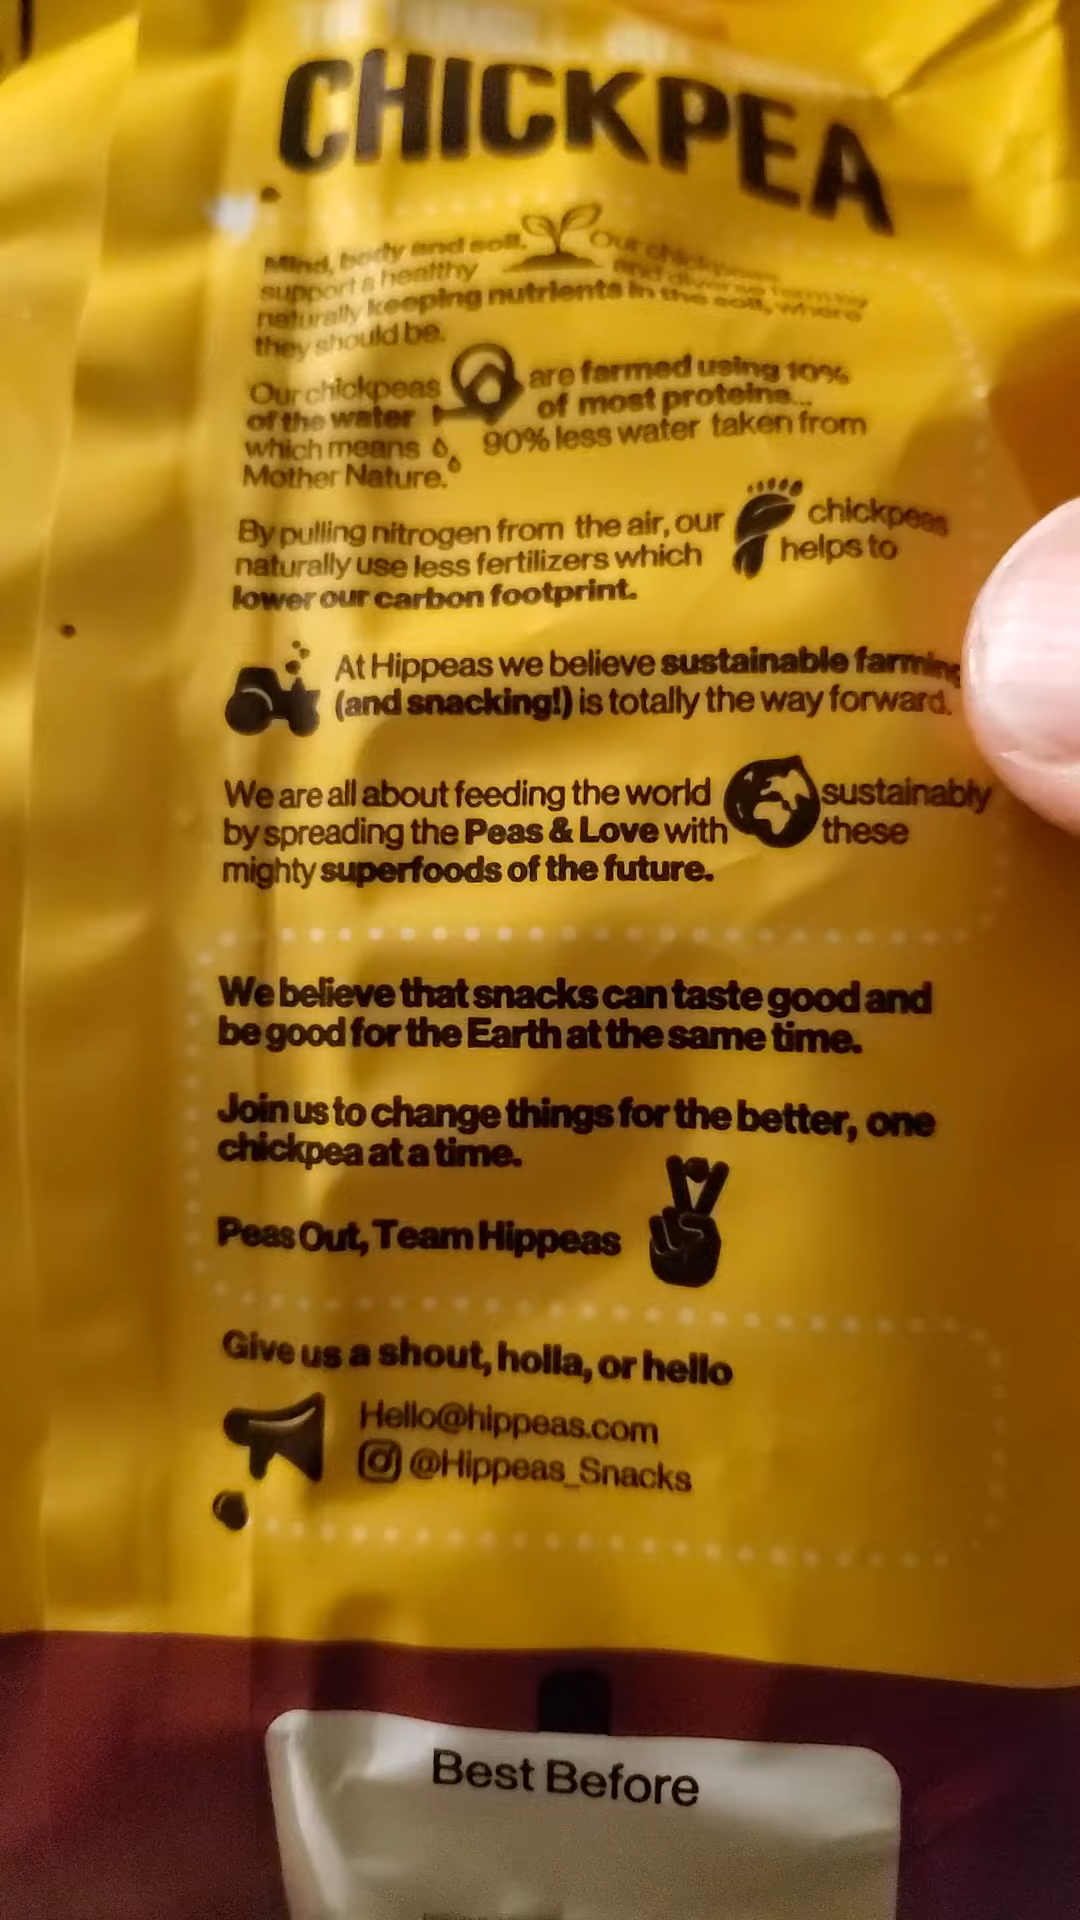 CHICKPEA
Mind, body and soil. Our chickpeas
support a healthy and diverse farm by
naturally keeping nutrients in the soil, where
they should be.
Our chickpeas are farmed using 10%
of the water of most proteins...
which means 90% less water taken from
Mother Nature.
By pulling nitrogen from the air, our chickpeas
naturally use less fertilizers which helps to
lower our carbon footprint.
At Hippeas we believe sustainable farming
(and snacking!) is totally the way forward.
We are all about feeding the world sustainably
by spreading the Peas & Love with these
mighty superfoods of the future.
We believe that snacks can taste good and
be good for the Earth at the same time.
Join us to change things for the better, one
chickpea at a time.
Peas Out, Team Hippeas
Give us a shout, holla, or hello
Hello@hippeas.com
@Hippeas_Snacks
Best Before